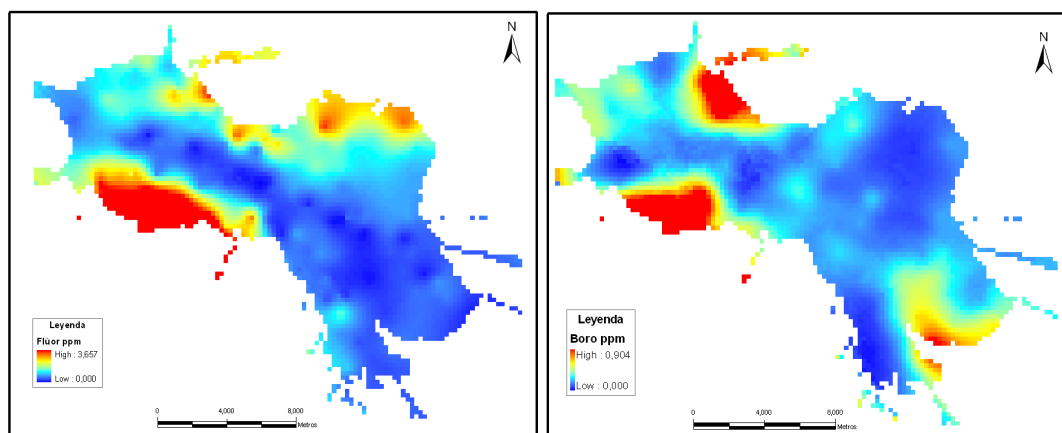 N
Leyenda
Flúor ppm
High : 3,657
Low : 0,000
0 4,000 8,000
Metros
N
Leyenda
Boro ppm
High : 0,904
Low : 0,000
0 4,000 8,000
Metros